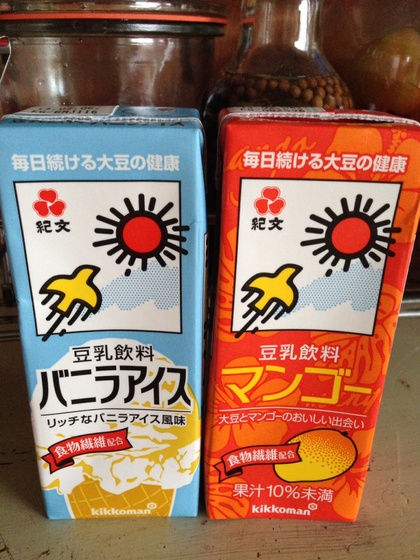 毎日続ける大豆の健康
紀文
豆乳飲料
バニラアイス
リッチなバニラアイス風味
食物繊維配合
kikkoman
毎日続ける大豆の健康
紀文
豆乳飲料
マンゴー
大豆とマンゴーのおいしい出会い
食物繊維配合
果汁10%未満
kikkoman